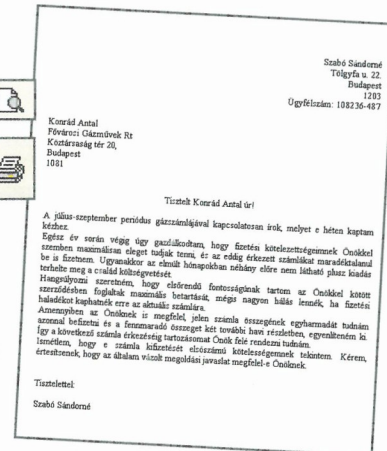 Szabó Sándorné
Tölgyfa u. 22.
Budapest
1203
Ügyfélszám: 108236-487
Konrád Antal
Fővárosi Gázművek Rt
Köztársaság tér 20,
Budapest
1081
Tisztelt Konrád Antal úr!
A július-szeptember periódus gázszámlájával kapcsolatosan írok, melyet e héten kaptam
kézhez.
Egész év során végig úgy gazdálkodtam, hogy fizetési kötelezettségeimnek Önökkel
szemben maximálisan eleget tudjak tenni, és az eddig érkezett számlákat maradéktalanul
be is fizetnem. Ugyanakkor az elmúlt hónapokban néhány előre nem látható plusz kiadás
terhelte meg a családi költségvetését.
Hangsúlyozni szeretném, hogy elsőrendű fontosságúnak tartom az Önökkel kötött
szerződésben foglaltak maximális betartását, mégis nagyon hálás lennék, ha fizetési
haladékot kaphatnék erre az aktuális számlára.
Amennyiben az Önöknek is megfelel, jelen számla összegének egyharmadát tudnám
azonnal befizetni és a fennmaradó összeget két további havi részletben, egyenlíteném ki.
Így a következő számla érkezéséig tartozásomat Önök felé rendezni tudnám.
Ismétlem, hogy e számla kifizetését elsőszámú kötelességemnek tekintem. Kérem,
értesítsenek, hogy az általam vázolt megoldási javaslat megfelel-e Önöknek.
Tisztelettel:
Szabó Sándorné